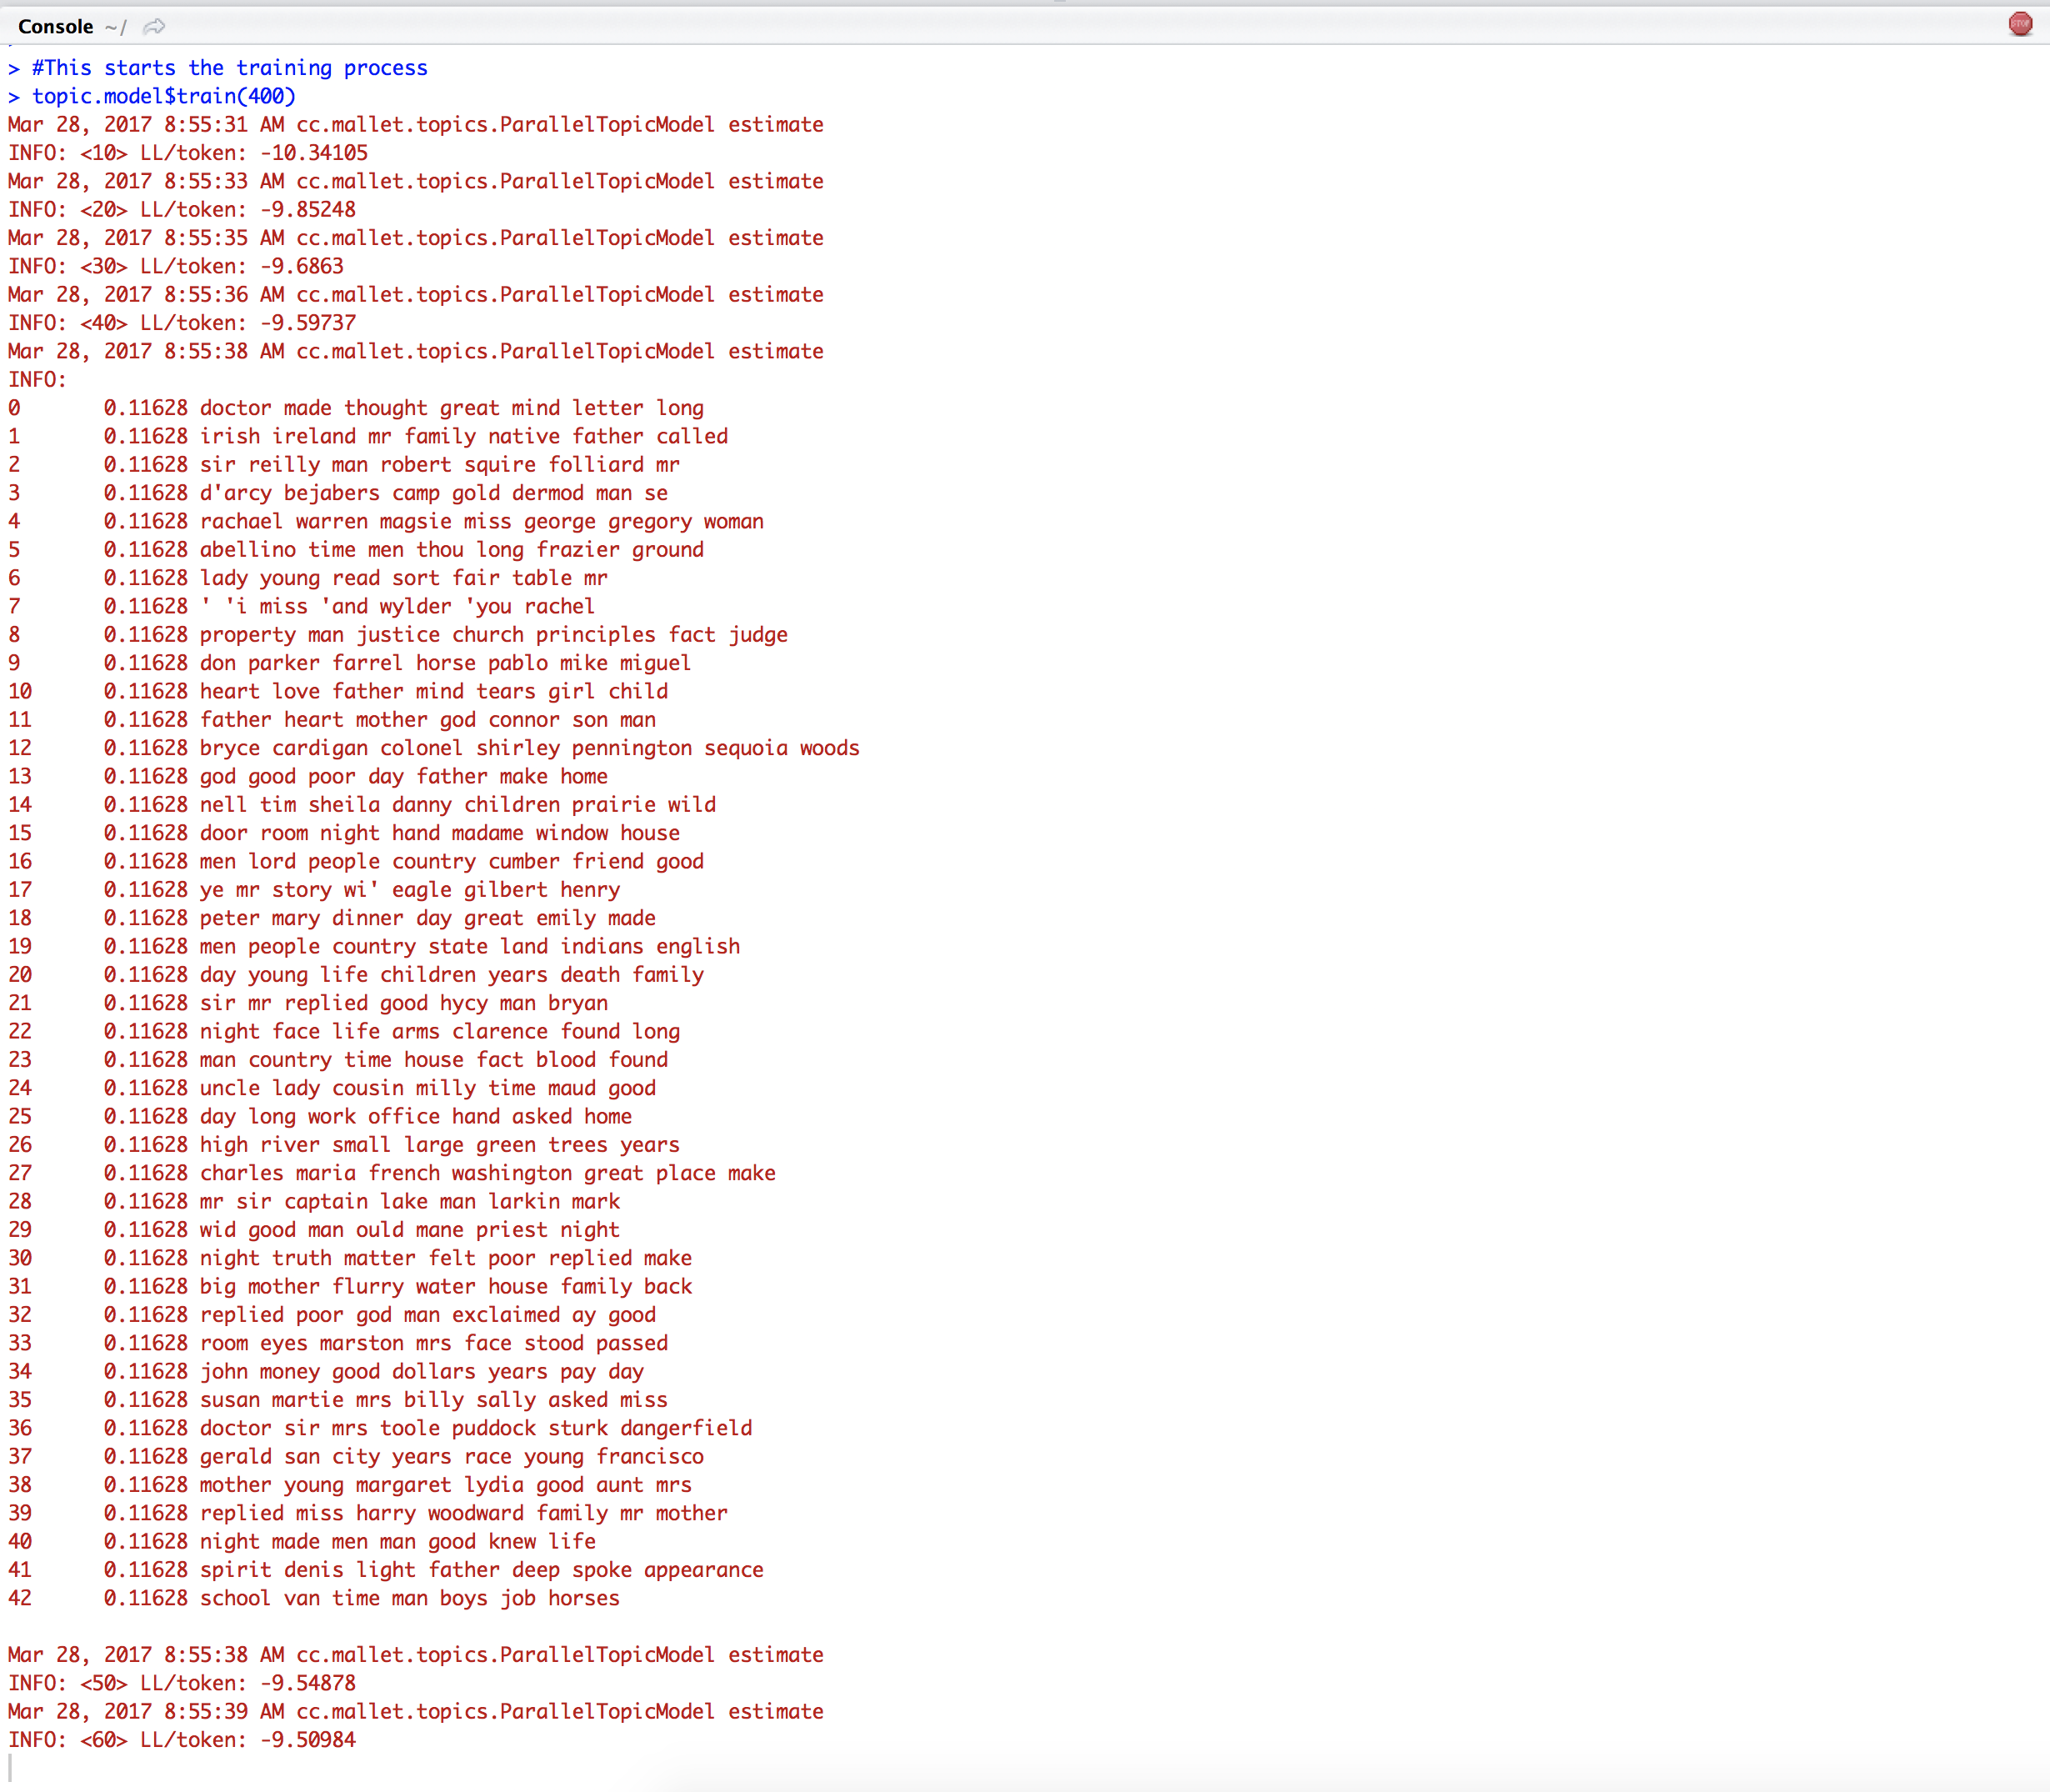 Console ~/
> #This starts the training process
> topic.model$train(400)
Mar 28, 2017 8:55:31 AM cc.mallet.topics.ParallelTopicModel estimate
INFO: <10> LL/token: -10.34105
Mar 28, 2017 8:55:33 AM cc.mallet.topics.ParallelTopicModel estimate
INFO: <20> LL/token: -9.85248
Mar 28, 2017 8:55:35 AM cc.mallet.topics.ParallelTopicModel estimate
INFO: <30> LL/token: -9.6863
Mar 28, 2017 8:55:36 AM cc.mallet.topics.ParallelTopicModel estimate
INFO: <40> LL/token: -9.59737
Mar 28, 2017 8:55:38 AM cc.mallet.topics.ParallelTopicModel estimate
INFO:
0 0.11628 doctor made thought great mind letter long
1 0.11628 irish ireland mr family native father called
2 0.11628 sir reilly man robert squire folliard mr
3 0.11628 d'arcy bejabers camp gold dermod man se
4 0.11628 rachael warren magsie miss george gregory woman
5 0.11628 abellino time men thou long frazier ground
6 0.11628 lady young read sort fair table mr
7 0.11628 ' 'i miss 'and wylder 'you rachel
8 0.11628 property man justice church principles fact judge
9 0.11628 don parker farrel horse pablo mike miguel
10 0.11628 heart love father mind tears girl child
11 0.11628 father heart mother god connor son man
12 0.11628 bryce cardigan colonel shirley pennington sequoia woods
13 0.11628 god good poor day father make home
14 0.11628 nell tim sheila danny children prairie wild
15 0.11628 door room night hand madame window house
16 0.11628 men lord people country cumber friend good
17 0.11628 ye mr story wi' eagle gilbert henry
18 0.11628 peter mary dinner day great emily made
19 0.11628 men people country state land indians english
20 0.11628 day young life children years death family
21 0.11628 sir mr replied good hycy man bryan
22 0.11628 night face life arms clarence found long
23 0.11628 man country time house fact blood found
24 0.11628 uncle lady cousin milly time maud good
25 0.11628 day long work office hand asked home
26 0.11628 high river small large green trees years
27 0.11628 charles maria french washington great place make
28 0.11628 mr sir captain lake man larkin mark
29 0.11628 wid good man ould mane priest night
30 0.11628 night truth matter felt poor replied make
31 0.11628 big mother flurry water house family back
32 0.11628 replied poor god man exclaimed ay good
33 0.11628 room eyes marston mrs face stood passed
34 0.11628 john money good dollars years pay day
35 0.11628 susan martie mrs billy sally asked miss
36 0.11628 doctor sir mrs toole puddock sturk dangerfield
37 0.11628 gerald san city years race young francisco
38 0.11628 mother young margaret lydia good aunt mrs
39 0.11628 replied miss harry woodward family mr mother
40 0.11628 night made men man good knew life
41 0.11628 spirit denis light father deep spoke appearance
42 0.11628 school van time man boys job horses
Mar 28, 2017 8:55:38 AM cc.mallet.topics.ParallelTopicModel estimate
INFO: <50> LL/token: -9.54878
Mar 28, 2017 8:55:39 AM cc.mallet.topics.ParallelTopicModel estimate
INFO: <60> LL/token: -9.50984